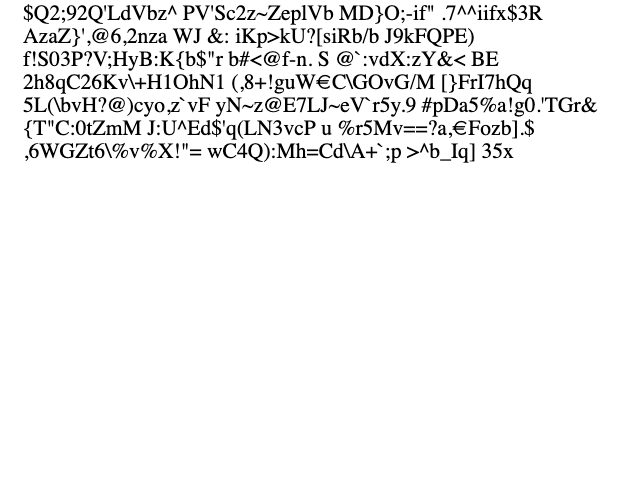 $Q2;92Q'LdVbz^ PV'Sc2z~ZeplVb MD}O;-if" .7^^iifx$3R
AzaZ}',@6,2nza WJ &: iKp>kU?[siRb/b J9kFQPE)
f!S03P?V;HyB:K{b$"r b#<@f-n. S @`:vdX:zY&< BE
2h8qC26Kv\+H1OhN1 (,8+!guW€C\GOvG/M [}FrI7hQq
5L(\bvH?@)cyo,z`vF yN~z@E7LJ~eV`r5y.9 #pDa5%a!g0.'TGr&
{T"C:0tZmM J:U^Ed$'q(LN3vcP u %r5Mv==?a,€Fozb].$
,6WGZt6\%v%X!"= wC4Q):Mh=Cd\A+`;p >^b_Iq] 35x